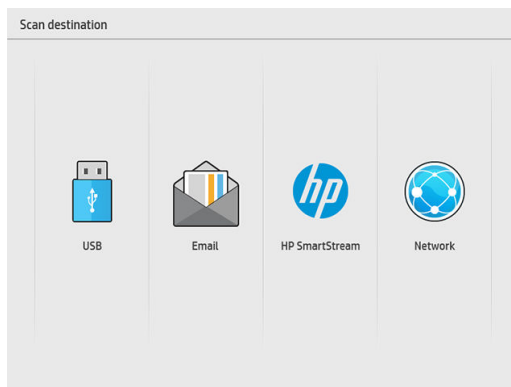 Scan destination
hp
USB
Email
HP SmartStream
Network